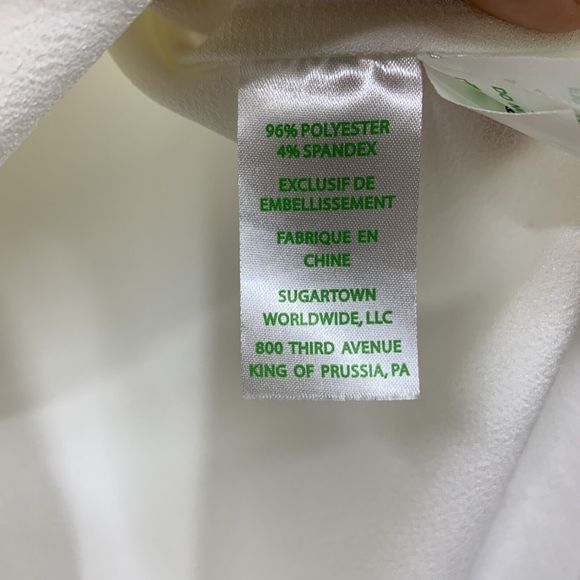 96% POLYESTER
4% SPANDEX
EXCLUSIF DE
EMBELLISSEMENT
FABRIQUE EN
CHINE
SUGARTOWN
WORLDWIDE, LLC
800 THIRD AVENUE
KING OF PRUSSIA, PA